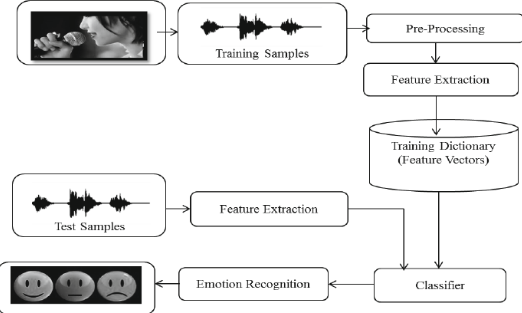 Training Samples
Pre-Processing
Feature Extraction
Training Dictionary
(Feature Vectors)
Test Samples
Feature Extraction
Emotion Recognition
Classifier